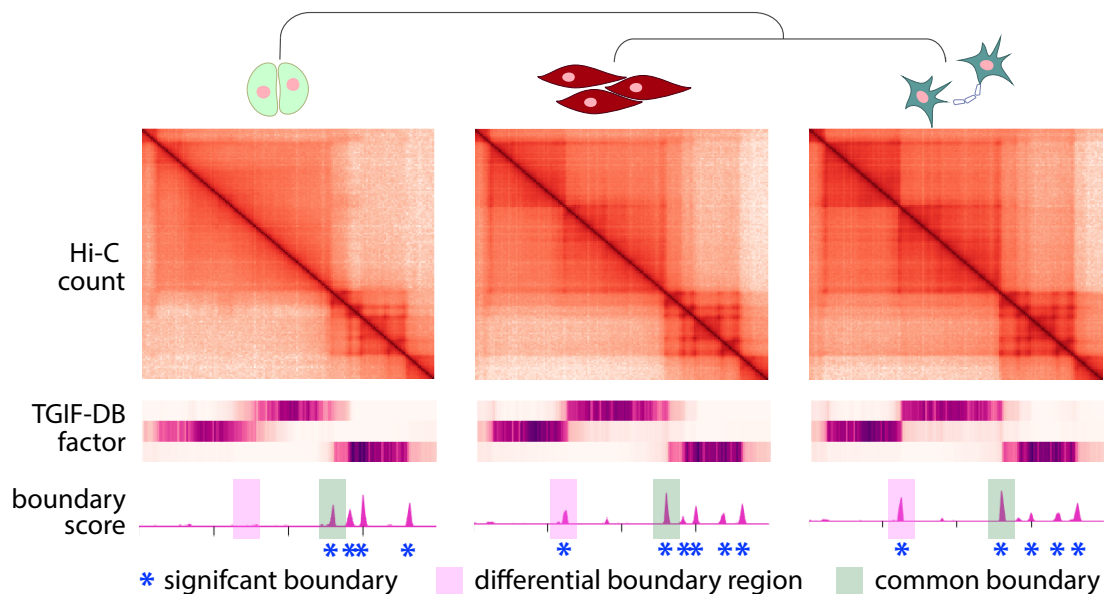 Hi-C
count
TGIF-DB
factor
boundary
score
* * * *
* * * * *
* * * * *
* signifcant boundary
differential boundary region
common boundary